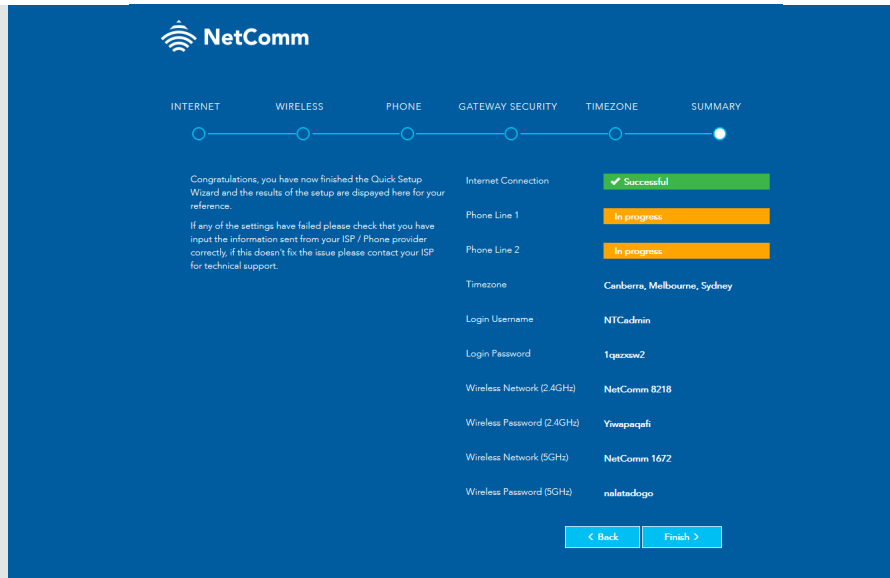 NetComm
INTERNET WIRELESS PHONE GATEWAY SECURITY TIMEZONE SUMMARY
Congratulations, you have now finished the Quick Setup
Wizard and the results of the setup are dispayed here for your
reference.
If any of the settings have failed please check that you have
input the information sent from your ISP / Phone provider
correctly, if this doesn't fix the issue please contact your ISP
for technical support.
Internet Connection ✔ Successful
Phone Line 1 In progress
Phone Line 2 In progress
Timezone Canberra, Melbourne, Sydney
Login Username NTCadmin
Login Password 1qazxsw2
Wireless Network (2.4GHz) NetComm 8218
Wireless Password (2.4GHz) Yiwapaqafi
Wireless Network (5GHz) NetComm 1672
Wireless Password (5GHz) nalatadogo
< Back Finish >